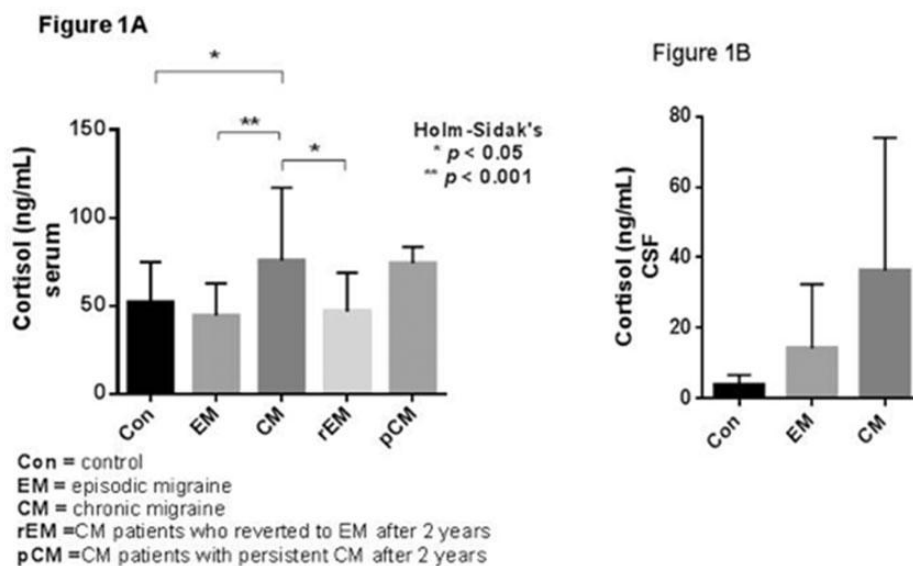 Figure 1A
*
**
*
Holm-Sidak's
* p < 0.05
** p < 0.001
Cortisol (ng/mL)
serum
150
100
50
0
Con
EM
CM
rEM
pCM
Con = control
EM = episodic migraine
CM = chronic migraine
rEM =CM patients who reverted to EM after 2 years
pCM =CM patients with persistent CM after 2 years
Figure 1B
Cortisol (ng/mL)
CSF
80
60
40
20
0
Con
EM
CM